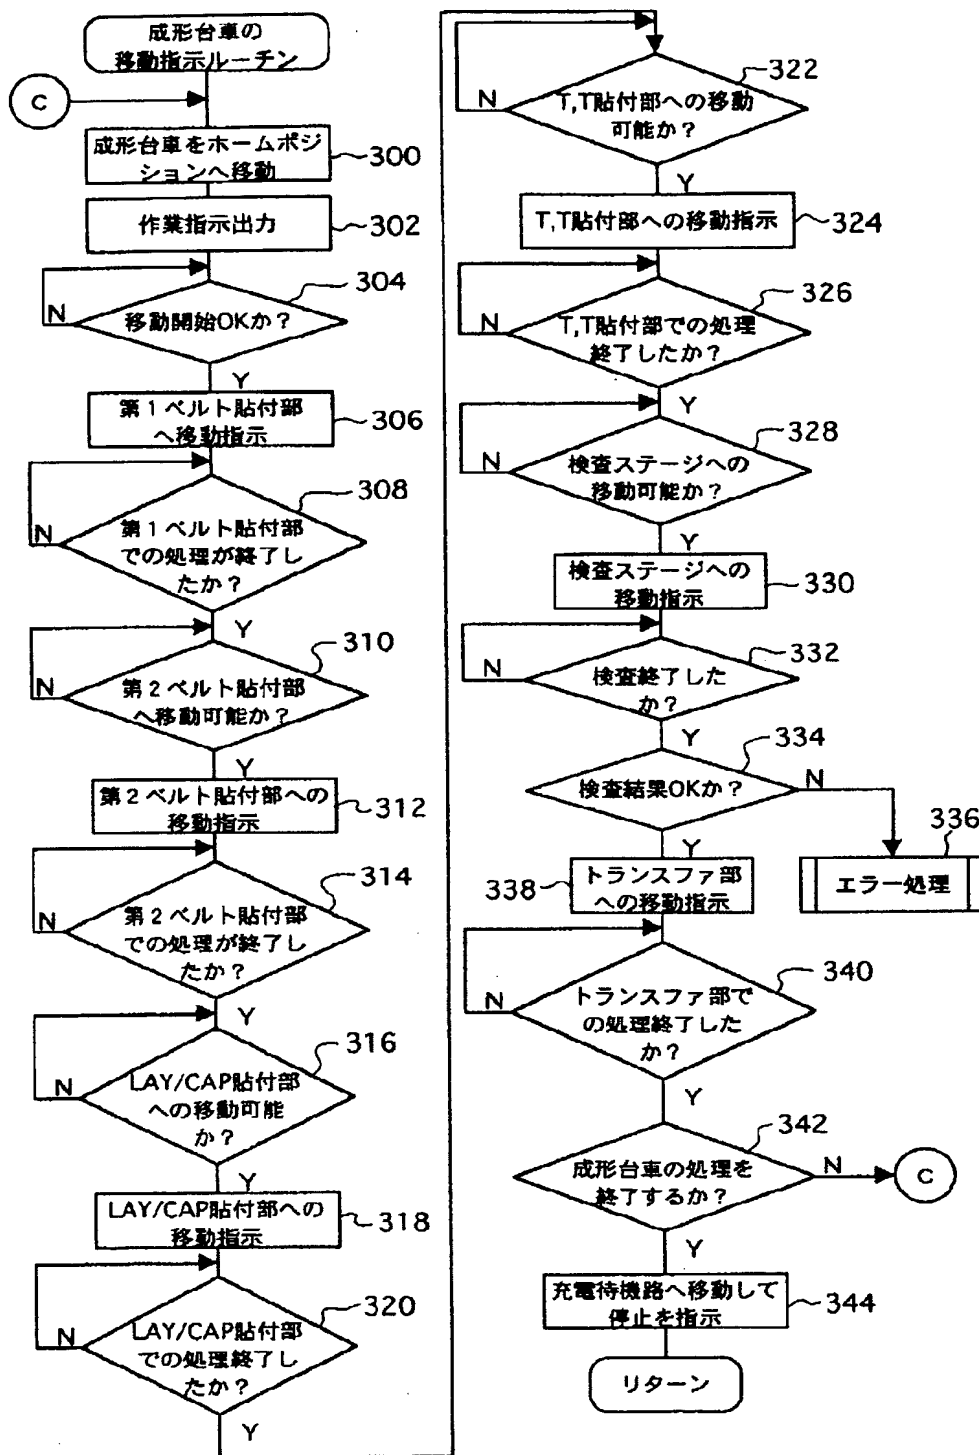 成形台車の
移動指示ルーチン
C
成形台車をホームポジ
ションへ移動
300
作業指示出力
302
304
移動開始OKか?
N
Y
第1ベルト貼付部
へ移動指示
306
308
第1ベルト貼付部
での処理が終了し
たか?
N
Y
310
第2ベルト貼付部
へ移動可能か?
N
Y
第2ベルト貼付部への
移動指示
312
314
第2ベルト貼付部
での処理が終了し
たか?
N
Y
316
LAY/CAP貼付部
への移動可能
か?
N
Y
LAY/CAP貼付部への
移動指示
318
320
LAY/CAP貼付部
での処理終了し
たか?
N
Y
322
T,T貼付部への移動
可能か?
N
Y
T,T貼付部への移動指示
324
326
T,T貼付部での処理
終了したか?
N
Y
328
検査ステージへの
移動可能か?
N
Y
検査ステージへの
移動指示
330
332
検査終了した
か?
N
Y
334
検査結果OKか?
N
336
エラー処理
Y
338
トランスファ部
への移動指示
340
トランスファ部で
の処理終了した
か?
N
Y
342
成形台車の処理を
終了するか?
N
C
Y
充電待機路へ移動して
停止を指示
344
リターン